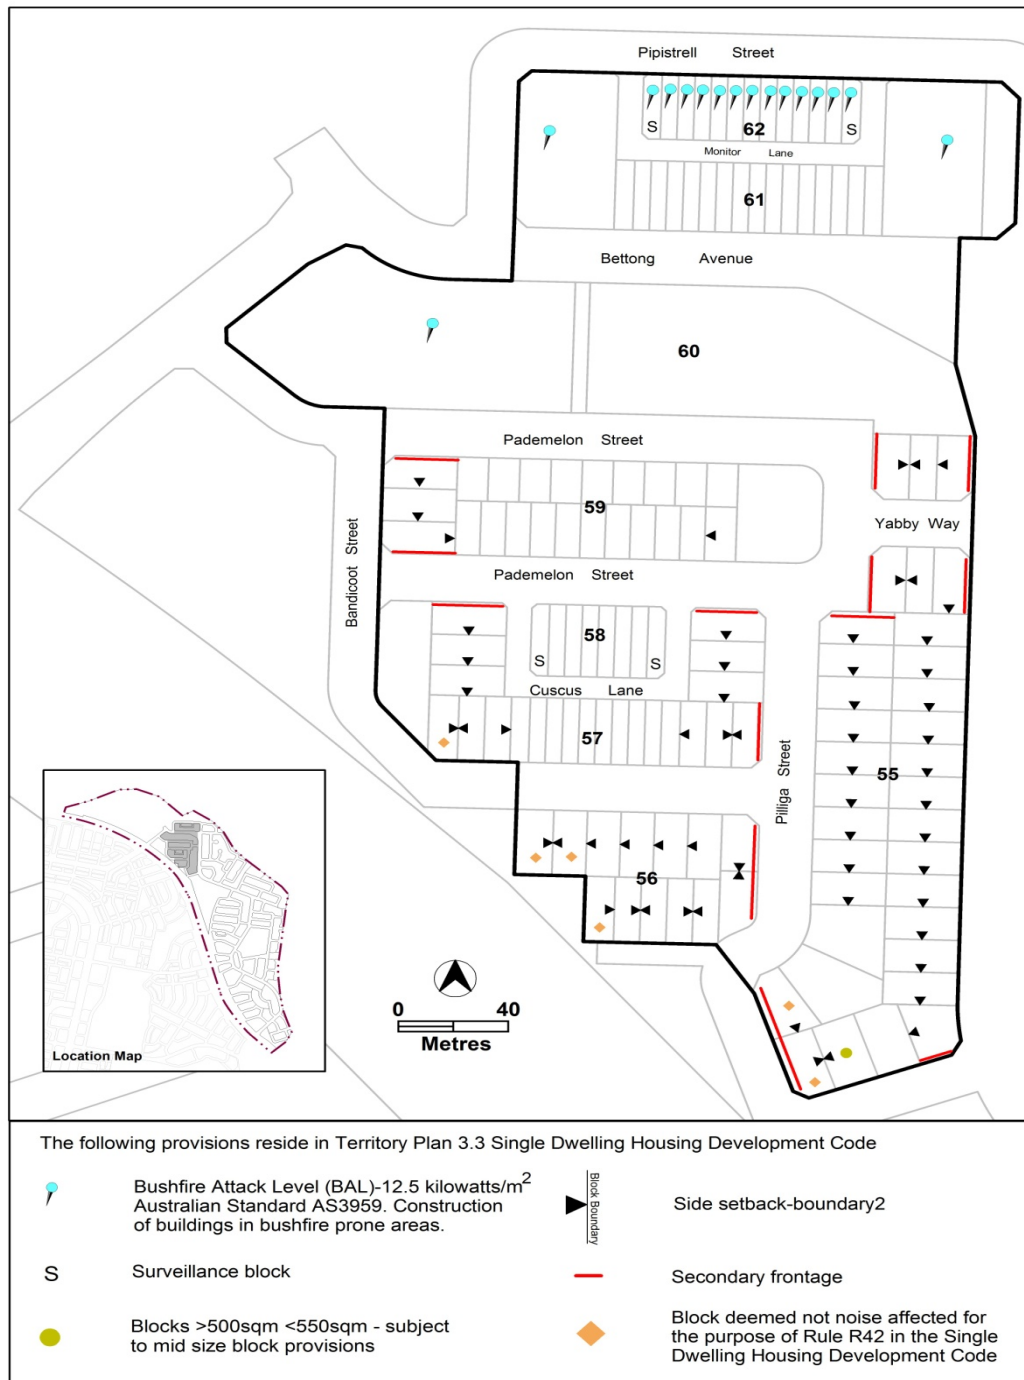 Pipistrell Street
S 62 S
Monitor Lane
61
Bettong Avenue
60
Pademelon Street
59
Yabby Way
Bandicoot Street
Pademelon Street
58
S S
Cuscus Lane
57
Pilliga Street
55
56
0 40
Metres
Location Map
The following provisions reside in Territory Plan 3.3 Single Dwelling Housing Development Code
Bushfire Attack Level (BAL)-12.5 kilowatts/m2
Australian Standard AS3959. Construction
of buildings in bushfire prone areas.
Block Boundary
Side setback-boundary2
S Surveillance block
Secondary frontage
Blocks >500sqm <550sqm - subject
to mid size block provisions
Block deemed not noise affected for
the purpose of Rule R42 in the Single
Dwelling Housing Development Code